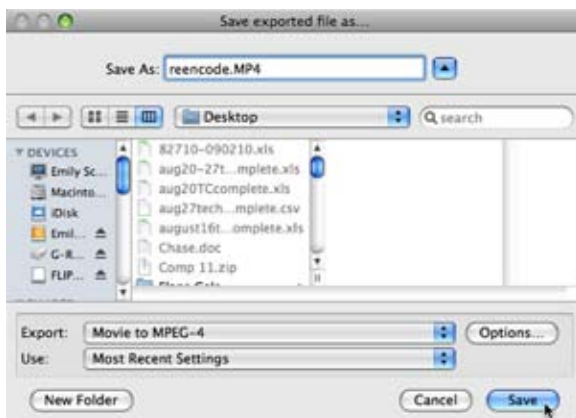 Save exported file as...
Save As: reencode.MP4
Desktop
search
DEVICES
Emily Sc...
Macinto...
iDisk
Emil...
G-R...
FLIP...
82710-090210.xls
aug20-27t...mplete.xls
aug20TCcomplete.xls
aug27tech...mplete.csv
august16t...omplete.xls
Chase.doc
Comp 11.zip
Export: Movie to MPEG-4
Options...
Use: Most Recent Settings
New Folder
Cancel
Save